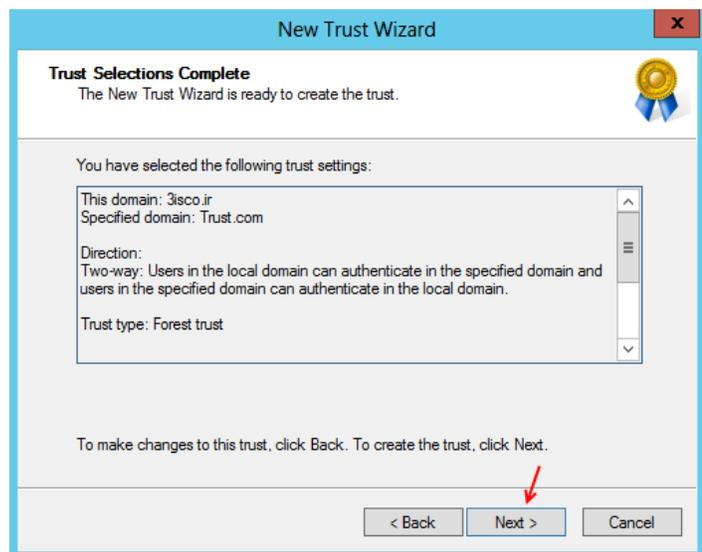 New Trust Wizard
x
Trust Selections Complete
The New Trust Wizard is ready to create the trust.
You have selected the following trust settings:
This domain: 3isco.ir
Specified domain: Trust.com
Direction:
Two-way: Users in the local domain can authenticate in the specified domain and
users in the specified domain can authenticate in the local domain.
Trust type: Forest trust
To make changes to this trust, click Back. To create the trust, click Next.
< Back Next > Cancel